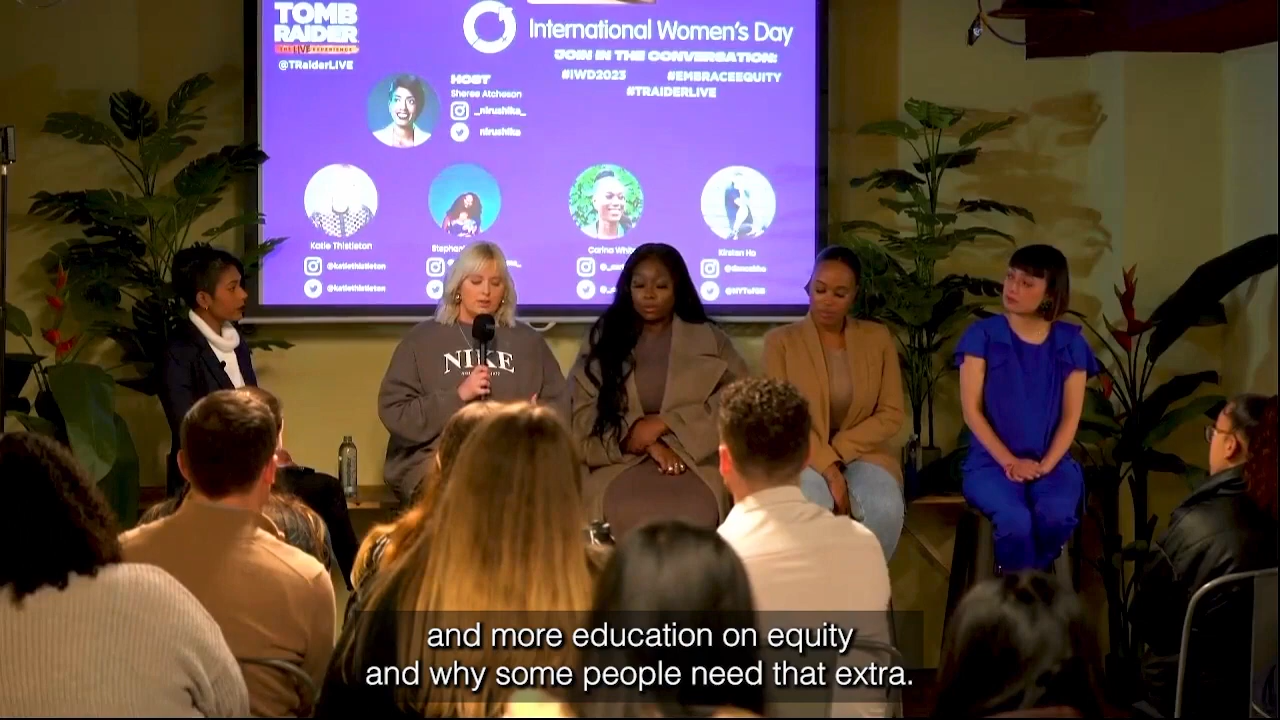 TOMB
RAIDER
THE LIVE EXPERIENCE
@TRaiderLIVE
International Women's Day
JOIN IN THE CONVERSATION:
#IWD2023 #EMBRACEEQUITY
#TRAIDERLIVE
HOST
Sheree Atcheson
_nirushika_
nirushika
Katie Thistleton
@katiethistleton
@katiethistleton
Carina
Kirsten Ho
NIKE
and more education on equity
and why some people need that extra.